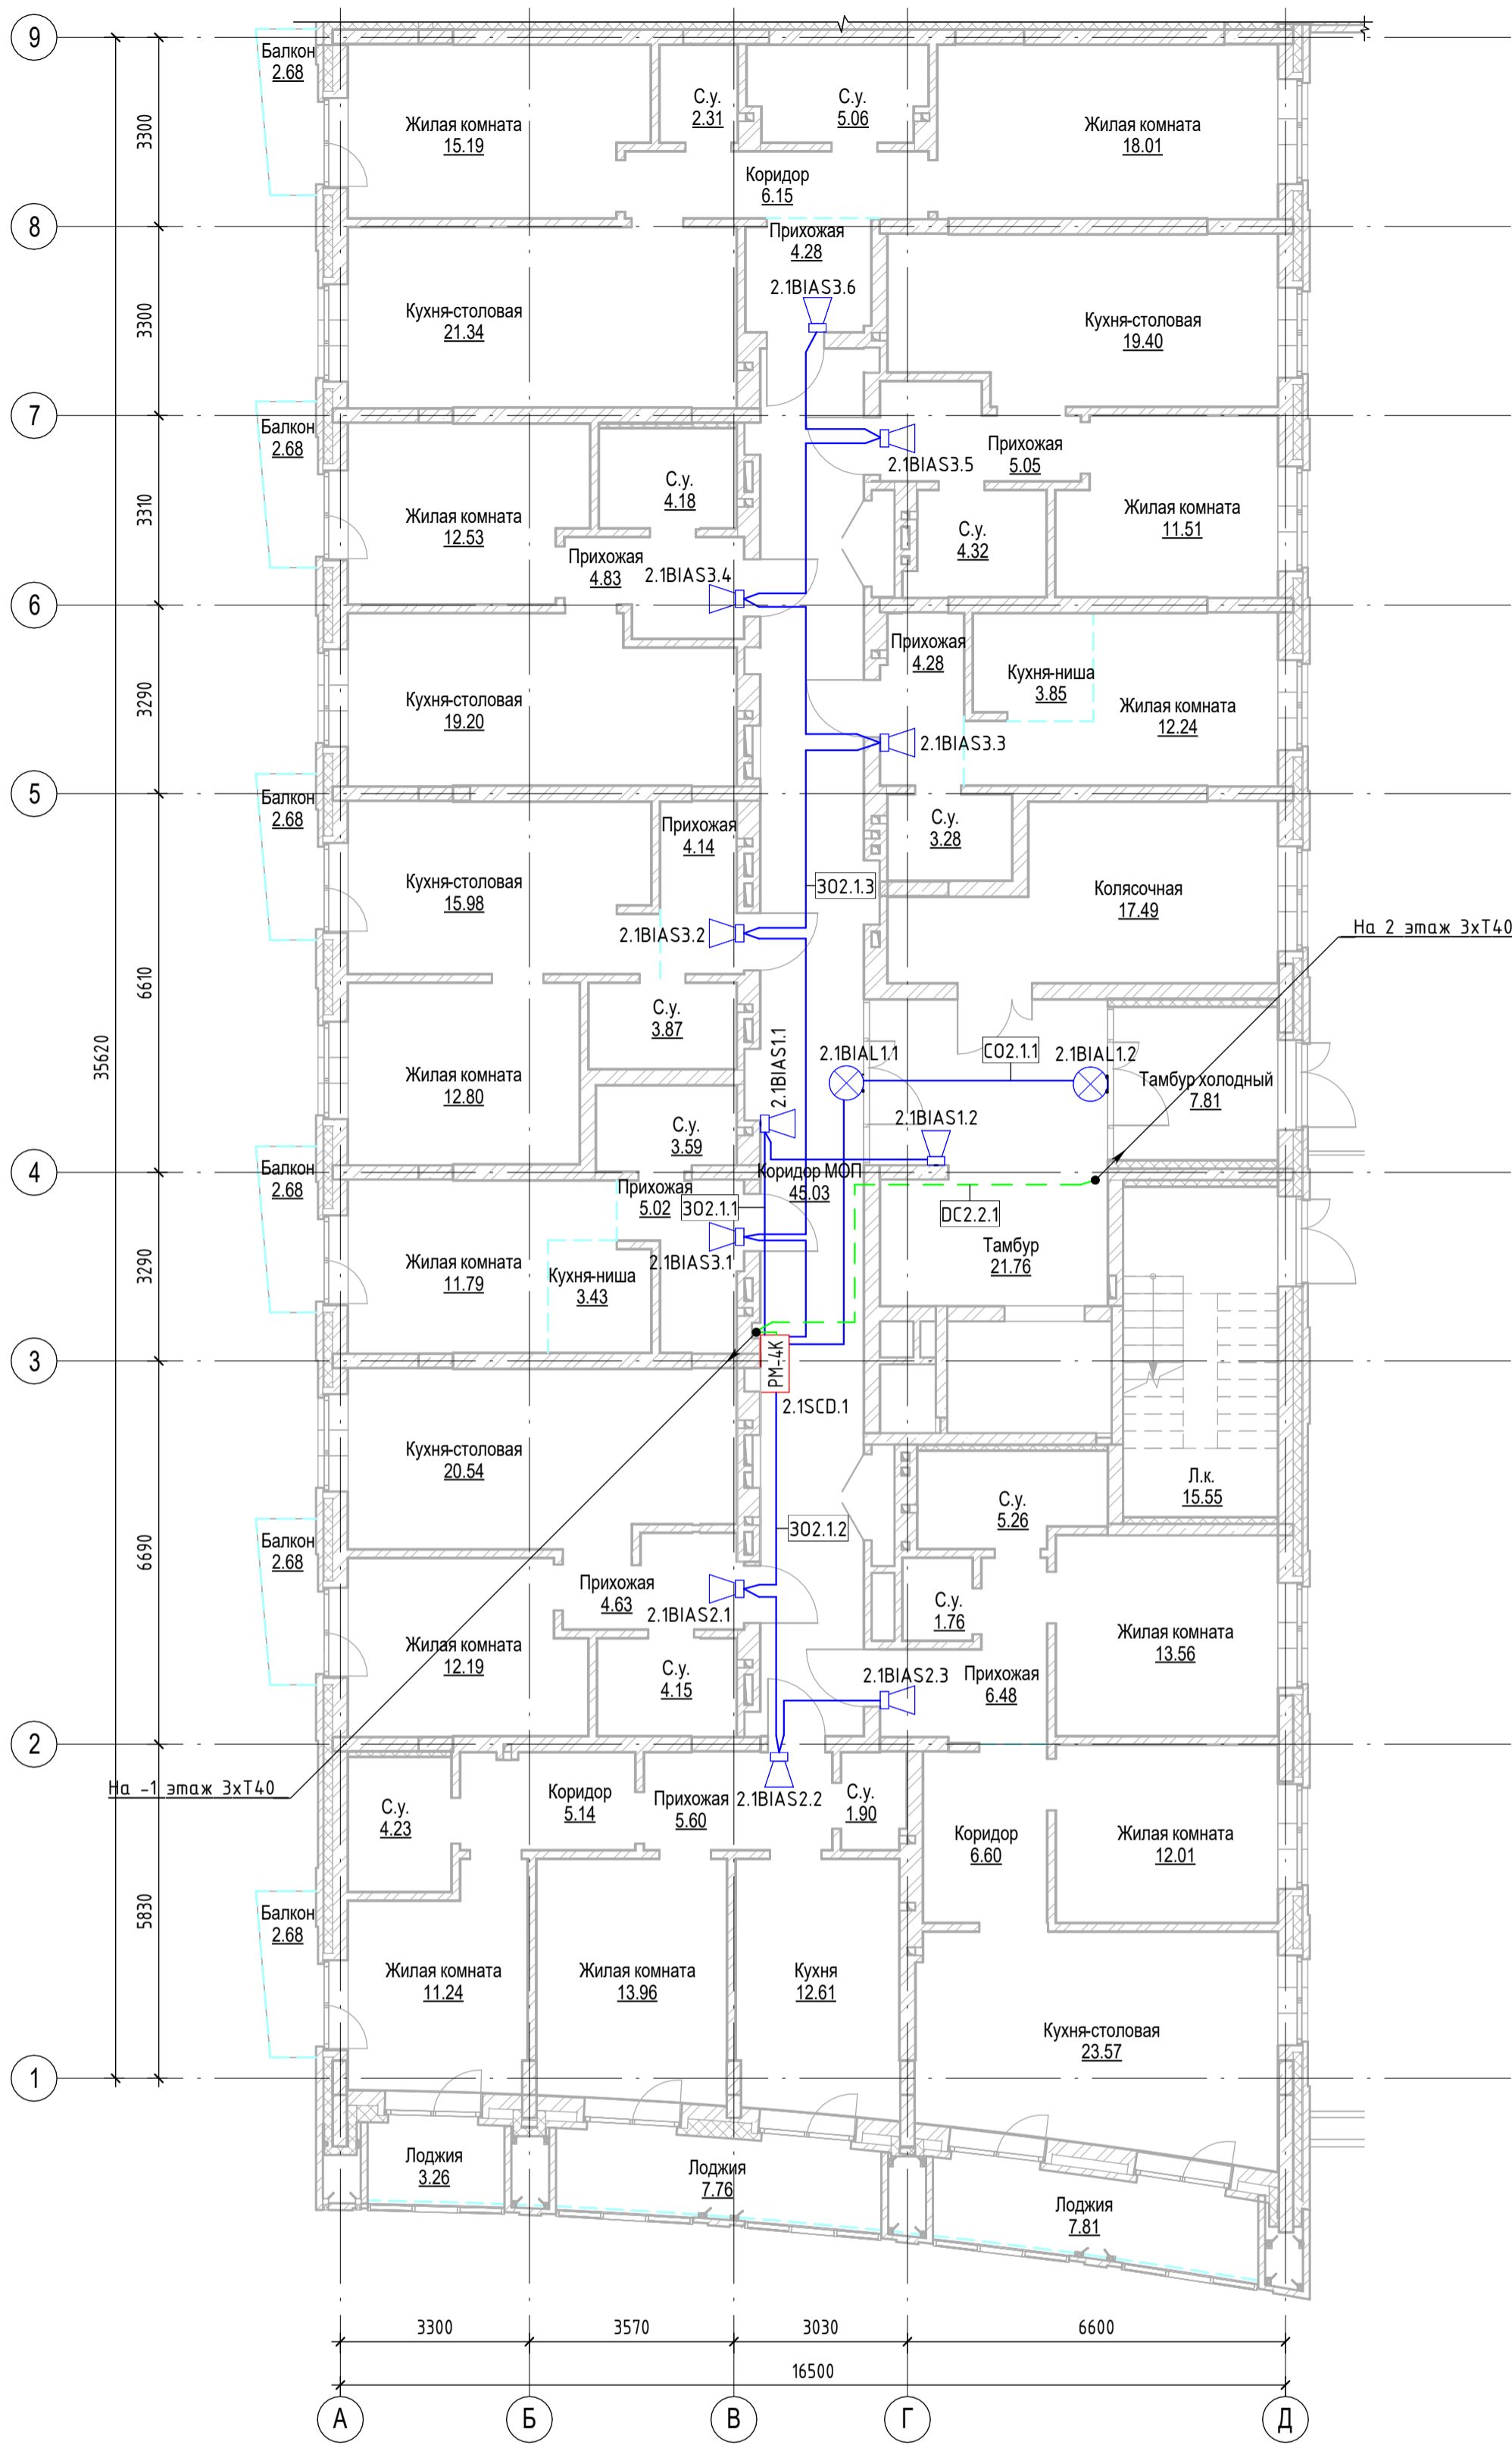 9
Балкон
2.68
3300
Жилая комната
15.19
С.у.
2.31
С.у.
5.06
Жилая комната
18.01
Коридор
6.15
8
Прихожая
4.28
2.1BIAS3.6
3300
Кухня-столовая
21.34
Кухня-столовая
19.40
7
Балкон
2.68
2.1BIAS3.5
Прихожая
5.05
3310
Жилая комната
12.53
С.у.
4.18
Жилая комната
11.51
С.у.
4.32
Прихожая
4.83
2.1BIAS3.4
6
Прихожая
4.28
Кухня-ниша
3.85
3290
Кухня-столовая
19.20
Жилая комната
12.24
2.1BIAS3.3
5
Балкон
2.68
Прихожая
4.14
С.у.
3.28
Кухня-столовая
15.98
ЗО2.1.3
Колясочная
17.49
2.1BIAS3.2
На 2 этаж 3хТ40
6610
35620
С.у.
3.87
2.1BIAS1.1
2.1BIAL1.1
СО2.1.1
2.1BIAL1.2
Жилая комната
12.80
Тамбур холодный
7.81
С.у.
3.59
2.1BIAS1.2
4
Балкон
2.68
Коридор МОП
45.03
Прихожая
5.02
ЗО2.1.1
DC2.2.1
3290
Жилая комната
11.79
Кухня-ниша
3.43
2.1BIAS3.1
Тамбур
21.76
3
РМ-4К
2.1SCD.1
Кухня-столовая
20.54
Л.к.
15.55
С.у.
5.26
Балкон
2.68
ЗО2.1.2
6690
Прихожая
4.63
2.1BIAS2.1
С.у.
1.76
Жилая комната
12.19
Жилая комната
13.56
С.у.
4.15
2.1BIAS2.3
Прихожая
6.48
2
На -1 этаж 3хТ40
С.у.
4.23
Коридор
5.14
Прихожая
5.60
2.1BIAS2.2
С.у.
1.90
Коридор
6.60
Жилая комната
12.01
5830
Балкон
2.68
Жилая комната
11.24
Жилая комната
13.96
Кухня
12.61
Кухня-столовая
23.57
1
Лоджия
3.26
Лоджия
7.76
Лоджия
7.81
3300
3570
3030
6600
16500
А
Б
В
Г
Д